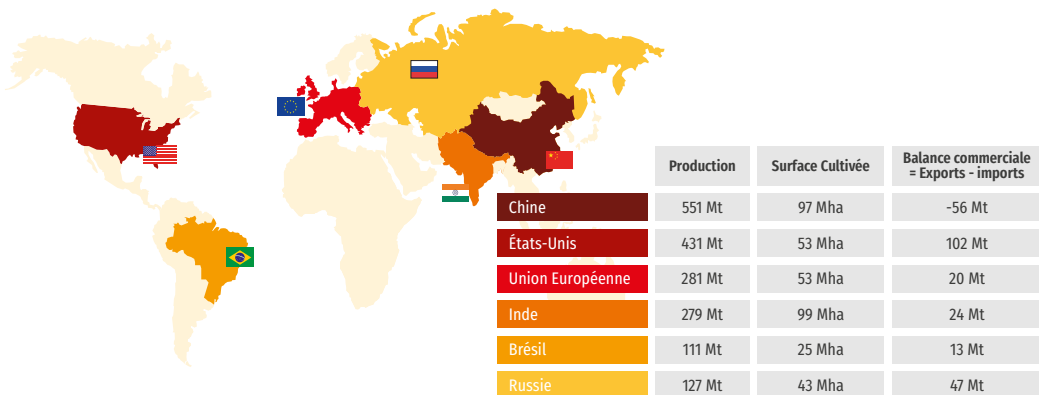 Production Surface Cultivée Balance commerciale
= Exports - imports
Chine 551 Mt 97 Mha -56 Mt
États-Unis 431 Mt 53 Mha 102 Mt
Union Européenne 281 Mt 53 Mha 20 Mt
Inde 279 Mt 99 Mha 24 Mt
Brésil 111 Mt 25 Mha 13 Mt
Russie 127 Mt 43 Mha 47 Mt